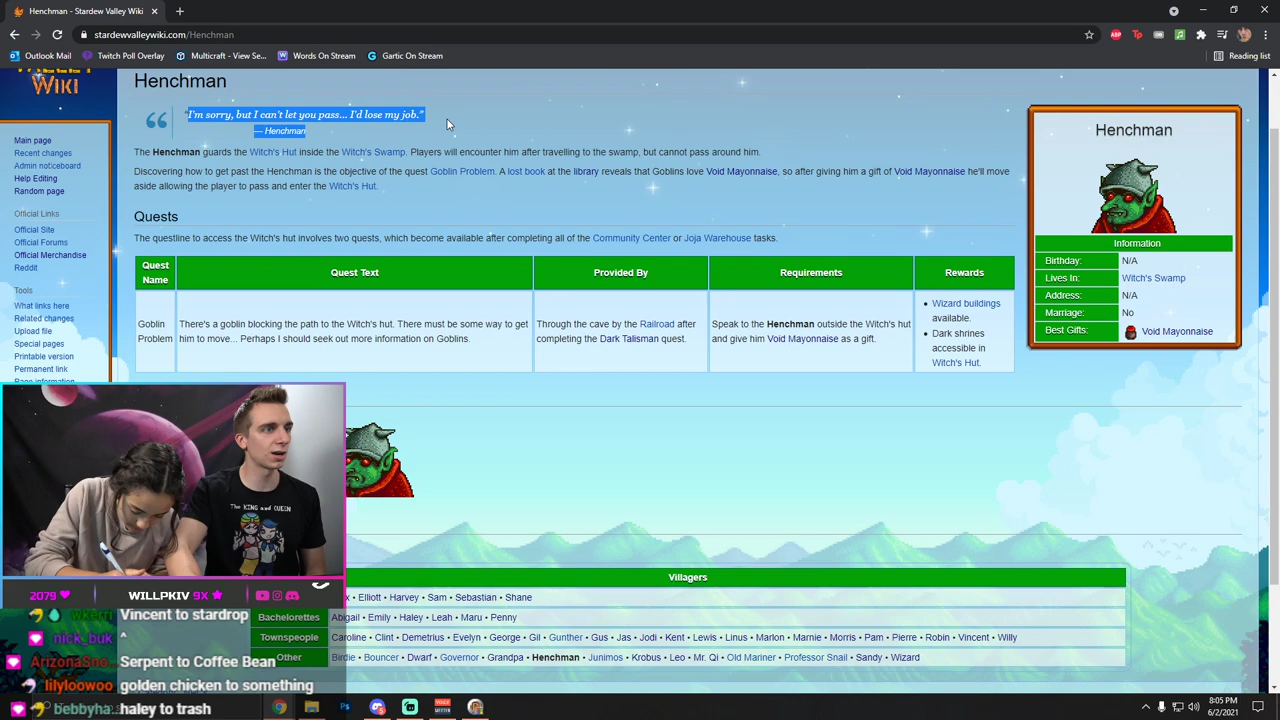 Henchman - Stardew Valley Wiki
stardewvalleywiki.com/Henchman
Outlook Mail
Twitch Poll Overlay
Multicraft - View Se...
Words On Stream
Gartic On Stream
Reading list
Wiki
Henchman
"I'm sorry, but I can't let you pass... I'd lose my job."
— Henchman
The Henchman guards the Witch's Hut inside the Witch's Swamp. Players will encounter him after travelling to the swamp, but cannot pass around him.
Discovering how to get past the Henchman is the objective of the quest Goblin Problem. A lost book at the library reveals that Goblins love Void Mayonnaise, so after giving him a gift of Void Mayonnaise he'll move
aside allowing the player to pass and enter the Witch's Hut.
Quests
The questline to access the Witch's hut involves two quests, which become available after completing all of the Community Center or Joja Warehouse tasks.
Quest Name
Quest Text
Provided By
Requirements
Rewards
Goblin Problem
There's a goblin blocking the path to the Witch's hut. There must be some way to get
him to move... Perhaps I should seek out more information on Goblins.
Through the cave by the Railroad after
completing the Dark Talisman quest.
Speak to the Henchman outside the Witch's hut
and give him Void Mayonnaise as a gift.
Wizard buildings
available.
Dark shrines
accessible in
Witch's Hut.
Henchman
Information
Birthday: N/A
Lives In: Witch's Swamp
Address: N/A
Marriage: No
Best Gifts: Void Mayonnaise
Main page
Recent changes
Admin noticeboard
Help Editing
Random page
Official Links
Official Site
Official Forums
Official Merchandise
Reddit
Tools
What links here
Related changes
Upload file
Special pages
Printable version
Permanent link
Page information
Villagers
x • Elliott • Harvey • Sam • Sebastian • Shane
Bachelorettes
Abigail • Emily • Haley • Leah • Maru • Penny
Townspeople
Caroline • Clint • Demetrius • Evelyn • George • Gil • Gunther • Gus • Jas • Jodi • Kent • Lewis • Linus • Marlon • Marnie • Morris • Pam • Pierre • Robin • Vincent • Willy
Other
Birdie • Bouncer • Dwarf • Governor • Grandpa • Henchman • Junimos • Krobus • Leo • Mr. Qi • Old Mariner • Professor Snail • Sandy • Wizard
The KING and QUEEN
2079
WILLPKIV 9X
wkerri Vincent to stardrop
nick_buk ^
ArizonaSno... Serpent to Coffee Bean
lilyloowoo golden chicken to something
bebbyha... haley to trash
8:05 PM
6/2/2021